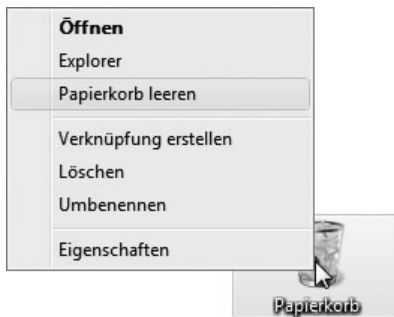 Öffnen
Explorer
Papierkorb leeren
Verknüpfung erstellen
Löschen
Umbenennen
Eigenschaften
Papierkorb